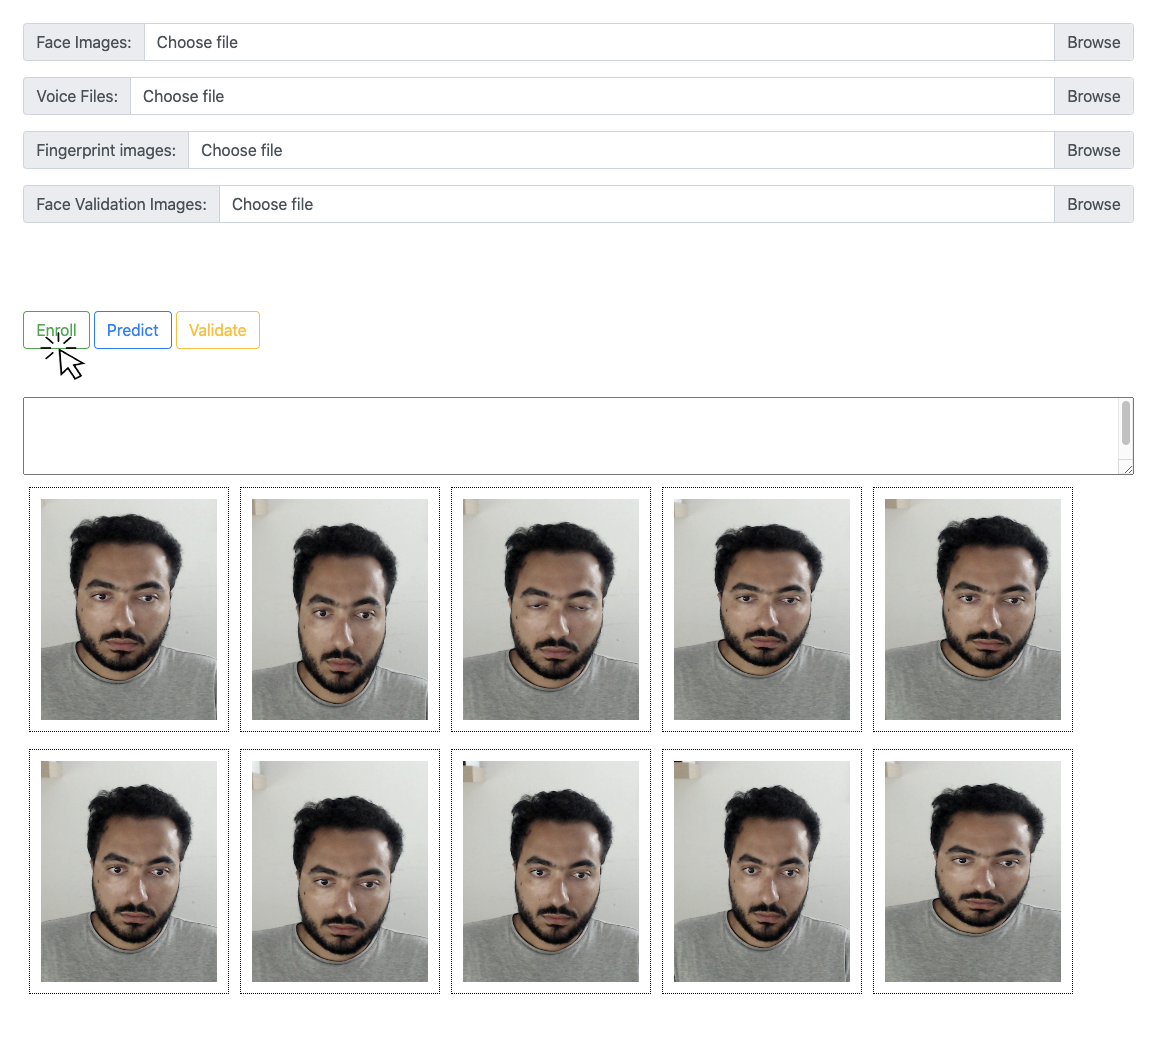 Face Images: Choose file Browse
Voice Files: Choose file Browse
Fingerprint images: Choose file Browse
Face Validation Images: Choose file Browse
Enroll Predict Validate